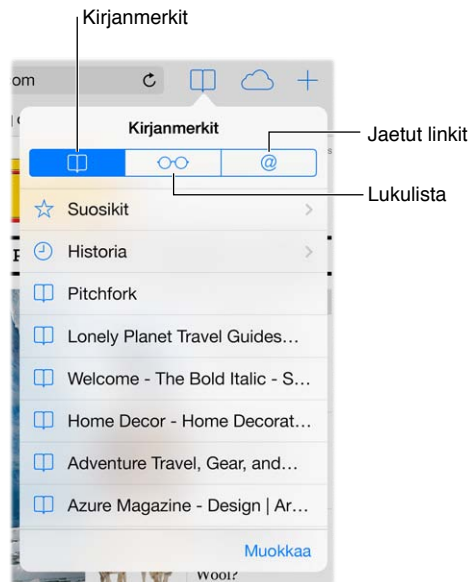 Kirjanmerkit
om
Kirjanmerkit
@
Jaetut linkit
Lukulista
Suosikit
Historia
Pitchfork
Lonely Planet Travel Guides...
Welcome - The Bold Italic - S...
Home Decor - Home Decorat...
Adventure Travel, Gear, and...
Azure Magazine - Design | Ar...
Muokkaa
Wool?